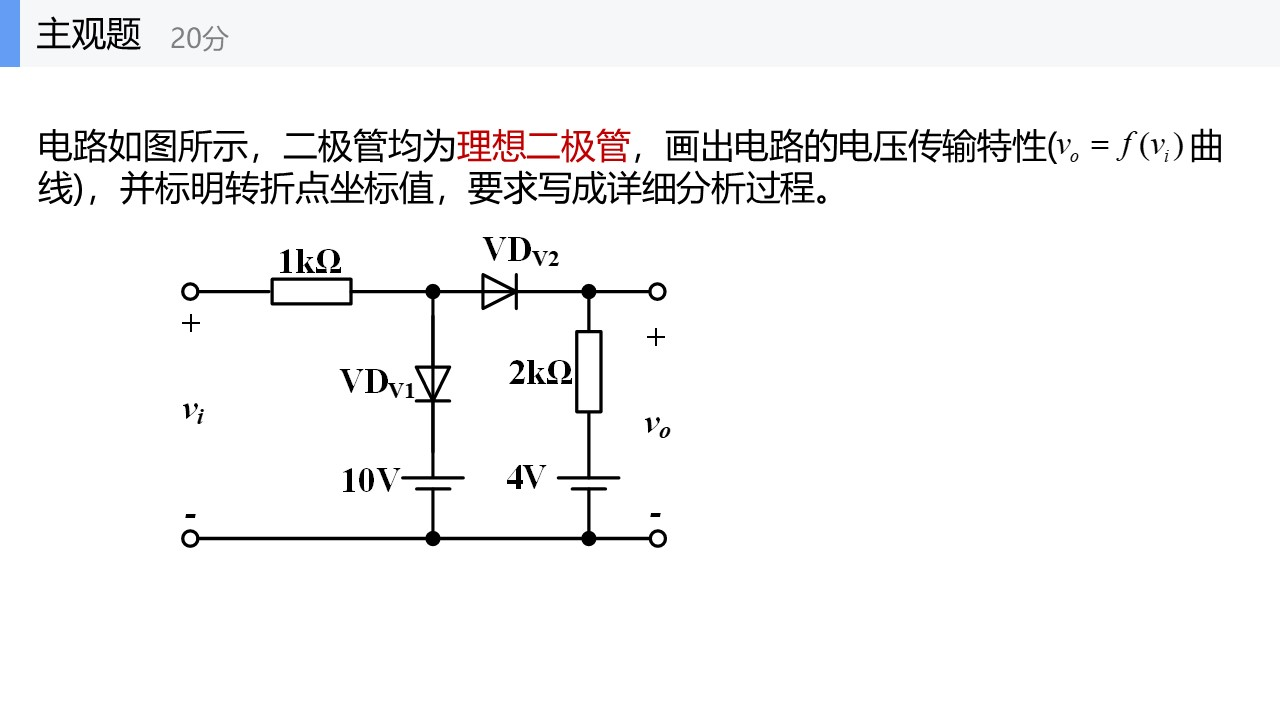 主观题 20分
电路如图所示，二极管均为理想二极管，画出电路的电压传输特性(vₒ = f(vᵢ)曲
线)，并标明转折点坐标值，要求写成详细分析过程。
1kΩ
VD_V2
+
+
VD_V1
2kΩ
vᵢ
vₒ
10V
4V
-
-